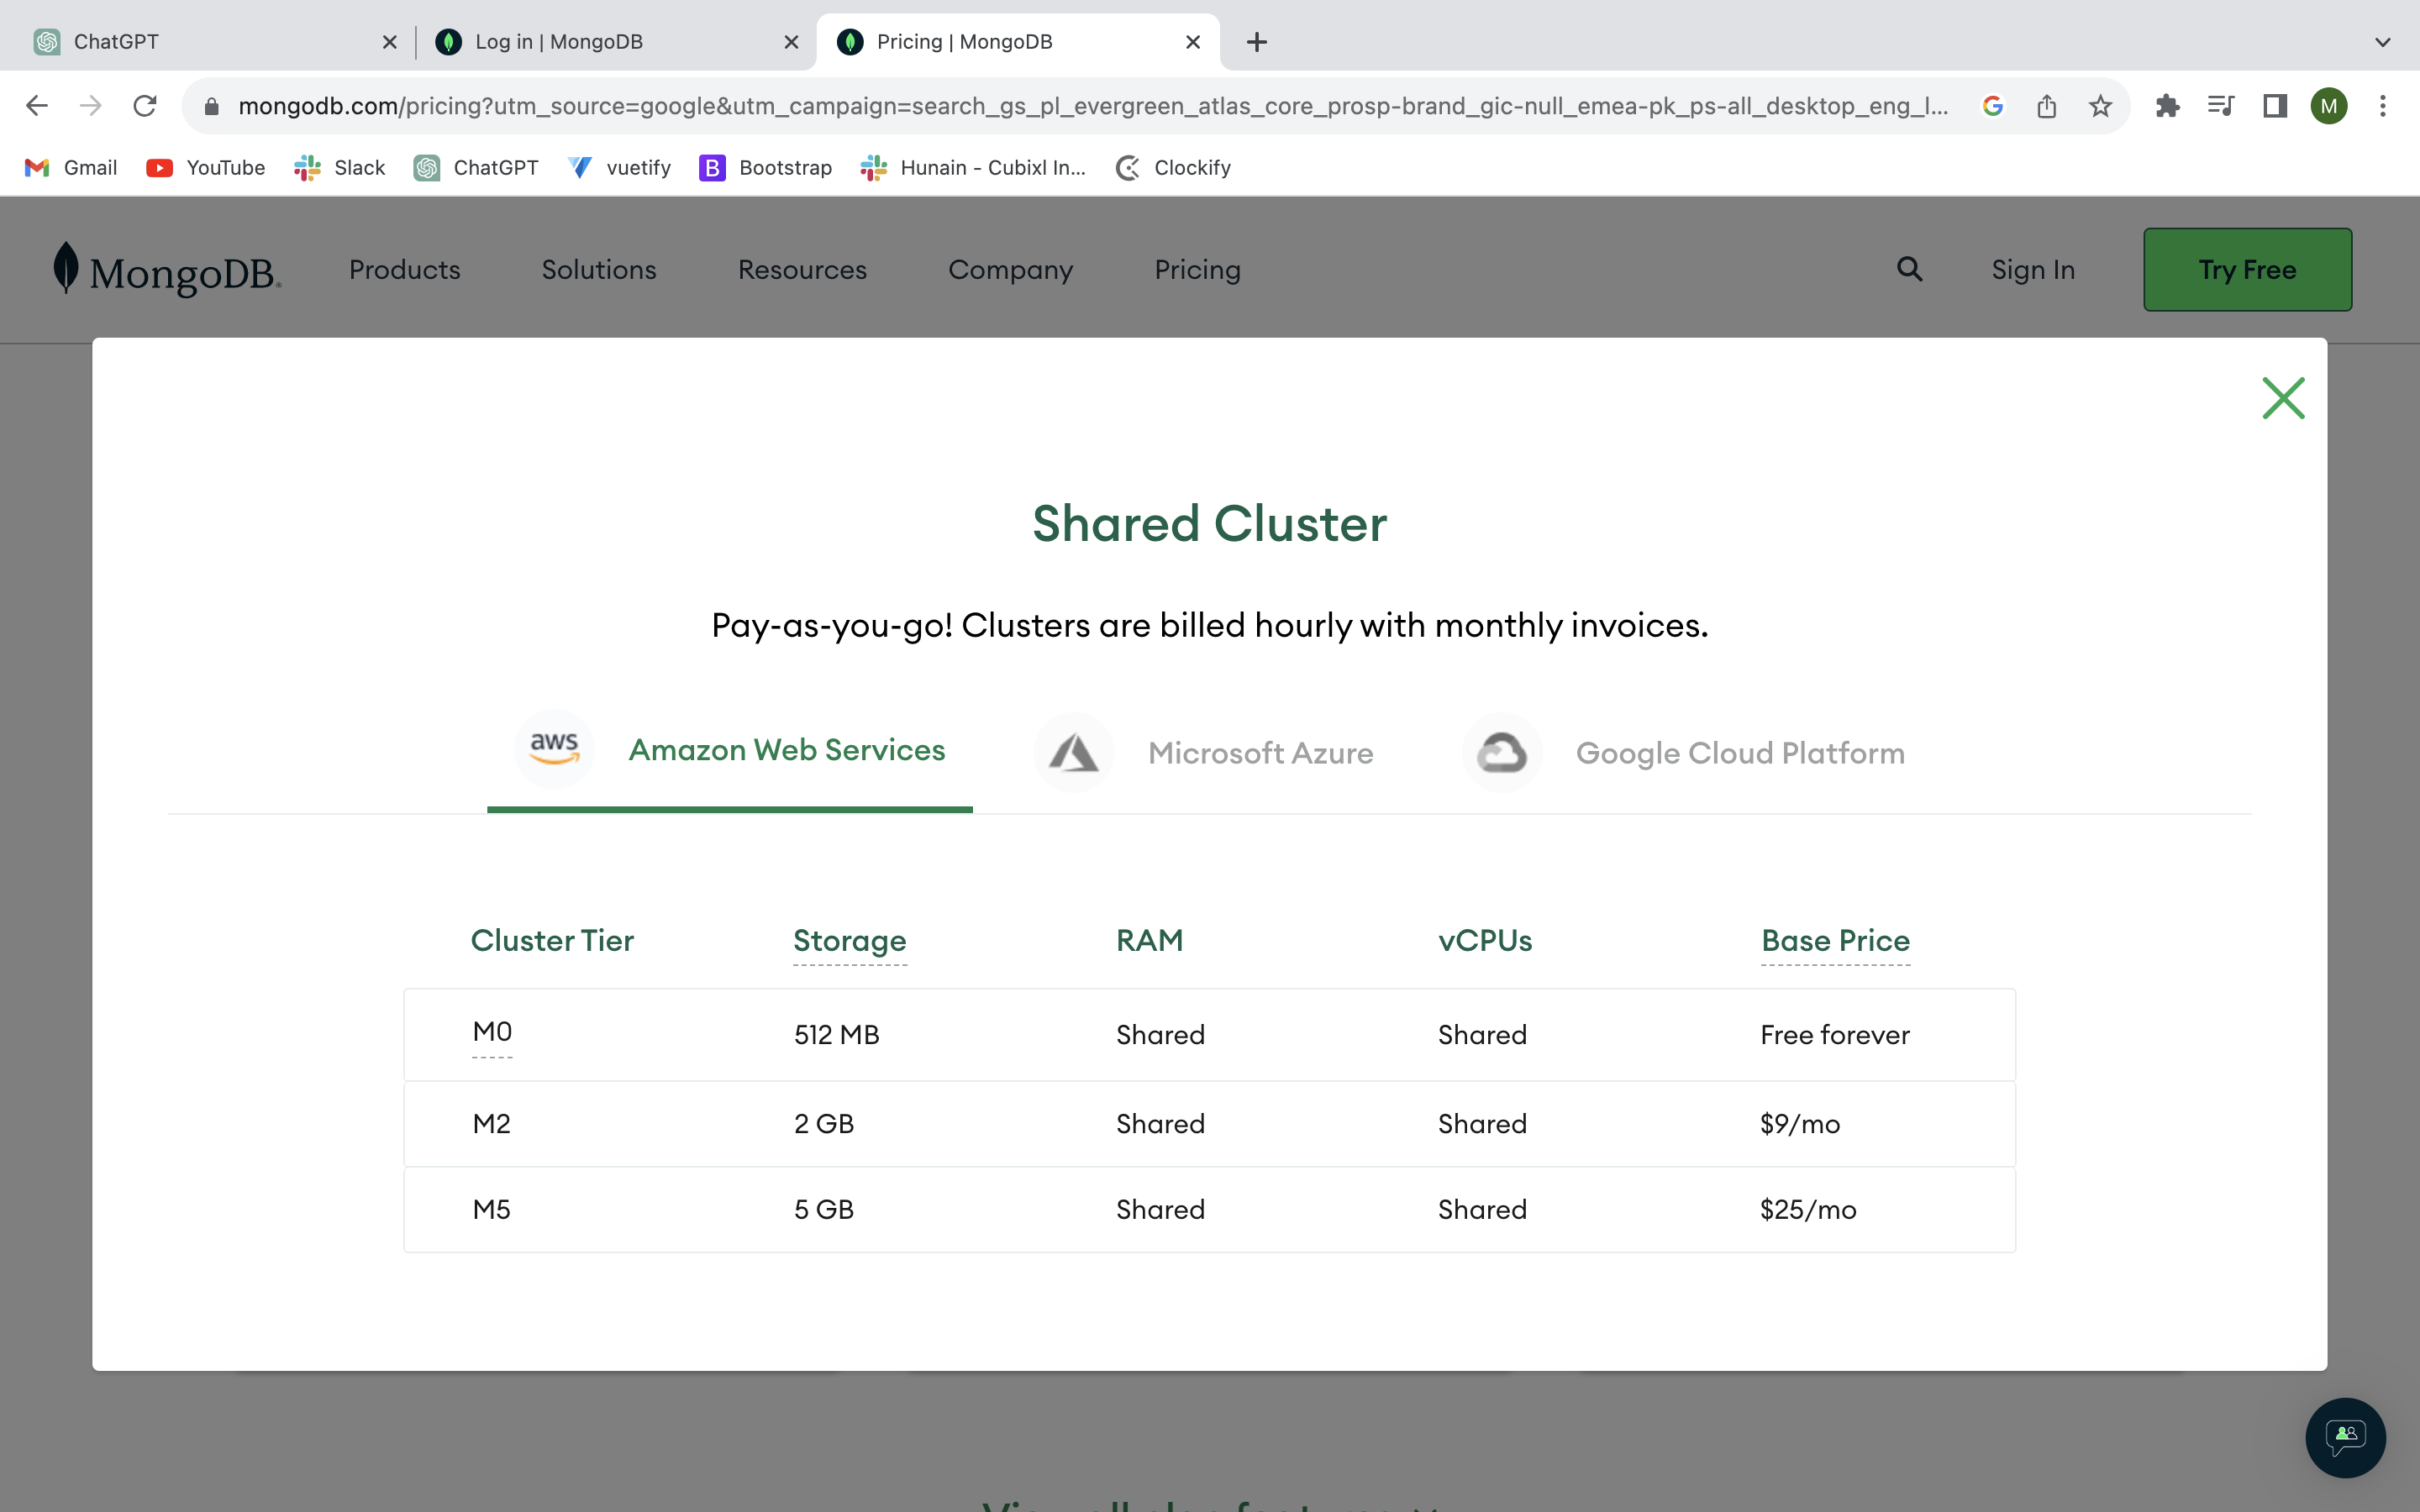 ChatGPT
Log in | MongoDB
Pricing | MongoDB
mongodb.com/pricing?utm_source=google&utm_campaign=search_gs_pl_evergreen_atlas_core_prosp-brand_gic-null_emea-pk_ps-all_desktop_eng_l...
M
Gmail
YouTube
Slack
ChatGPT
vuetify
B
Bootstrap
Hunain - Cubixl In...
Clockify
MongoDB.
Products
Solutions
Resources
Company
Pricing
Sign In
Try Free
Shared Cluster
Pay-as-you-go! Clusters are billed hourly with monthly invoices.
aws
Amazon Web Services
Microsoft Azure
Google Cloud Platform
Cluster Tier Storage RAM vCPUs Base Price
M0 512 MB Shared Shared Free forever
M2 2 GB Shared Shared $9/mo
M5 5 GB Shared Shared $25/mo
View all plan features